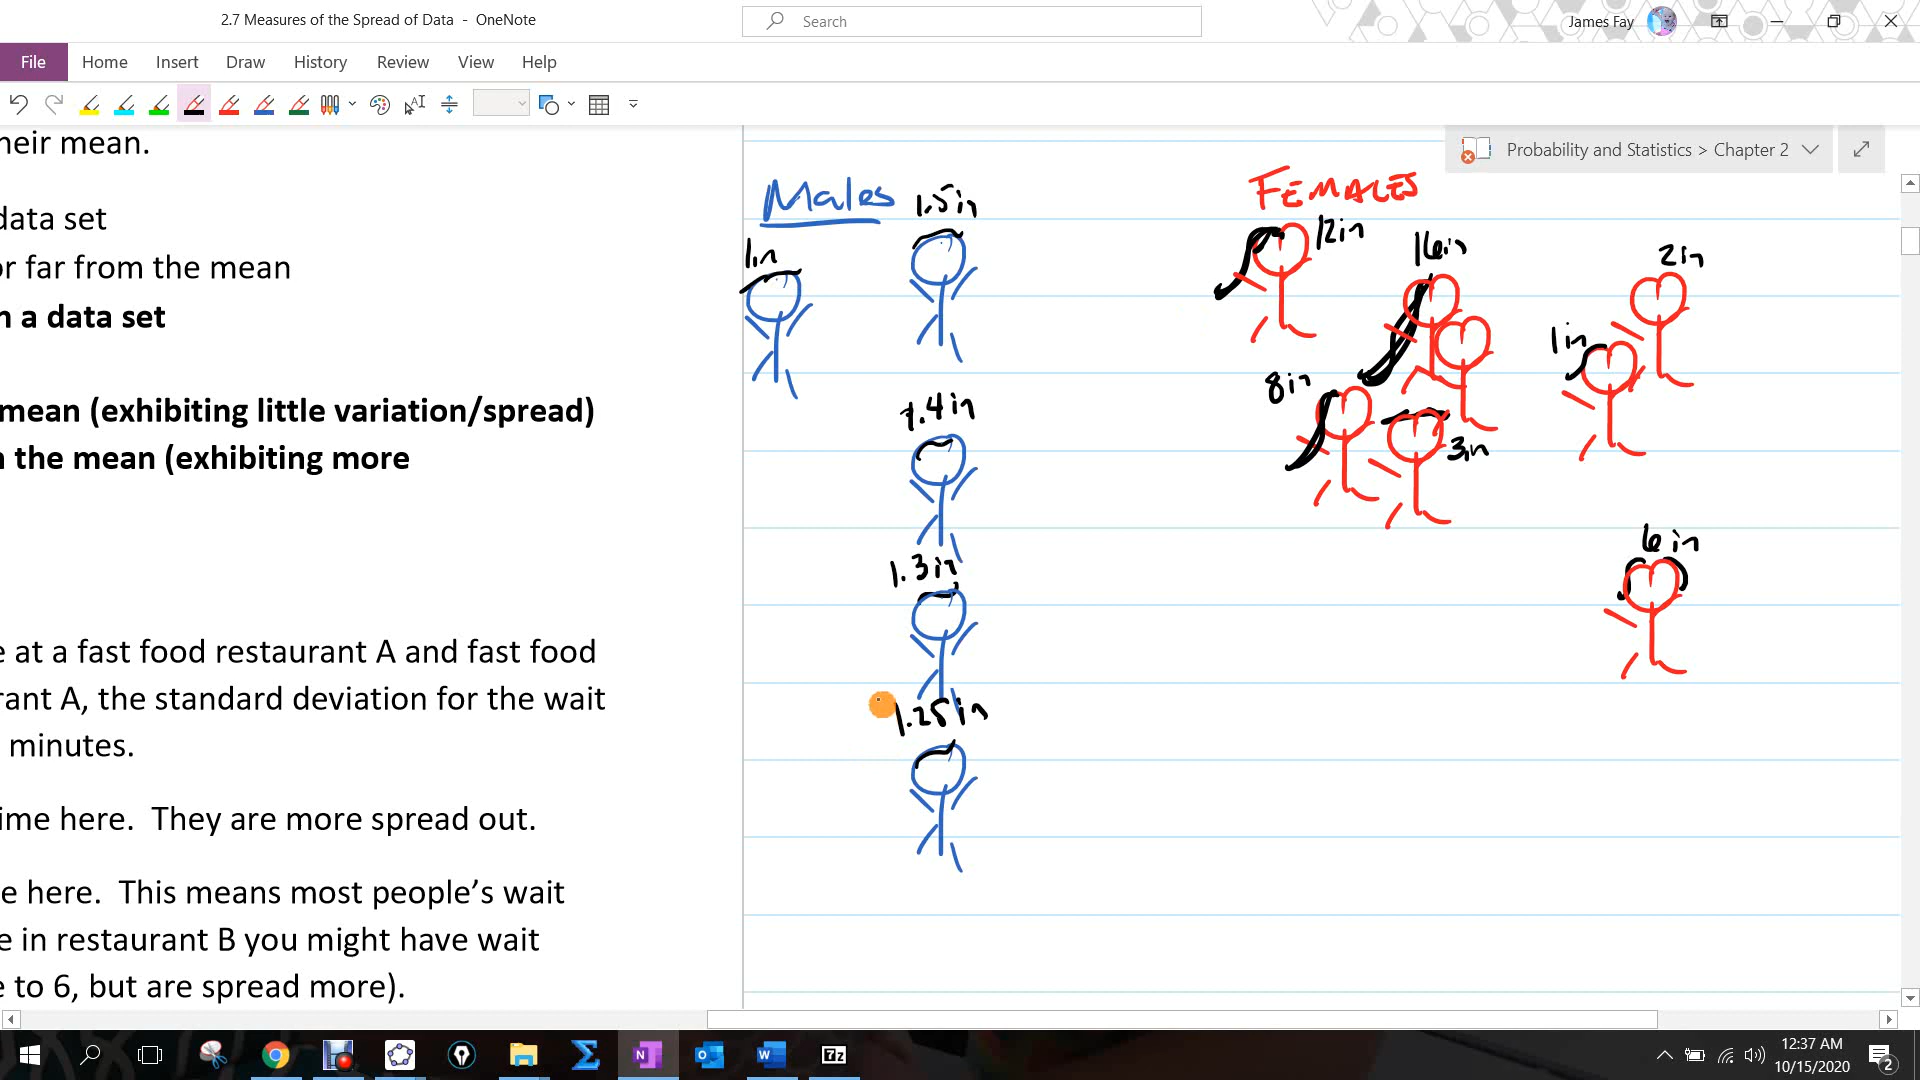 2.7 Measures of the Spread of Data - OneNote
Search
James Fay
File Home Insert Draw History Review View Help
Probability and Statistics > Chapter 2
heir mean.
data set
or far from the mean
n a data set
mean (exhibiting little variation/spread)
n the mean (exhibiting more
e at a fast food restaurant A and fast food
rant A, the standard deviation for the wait
minutes.
ime here. They are more spread out.
e here. This means most people’s wait
e in restaurant B you might have wait
e to 6, but are spread more).
Males
1.5in
1in
1.4in
1.3in
1.25in
FEMALES
12in
16in
2in
1in
8in
3in
6in
12:37 AM
10/15/2020
2
7z